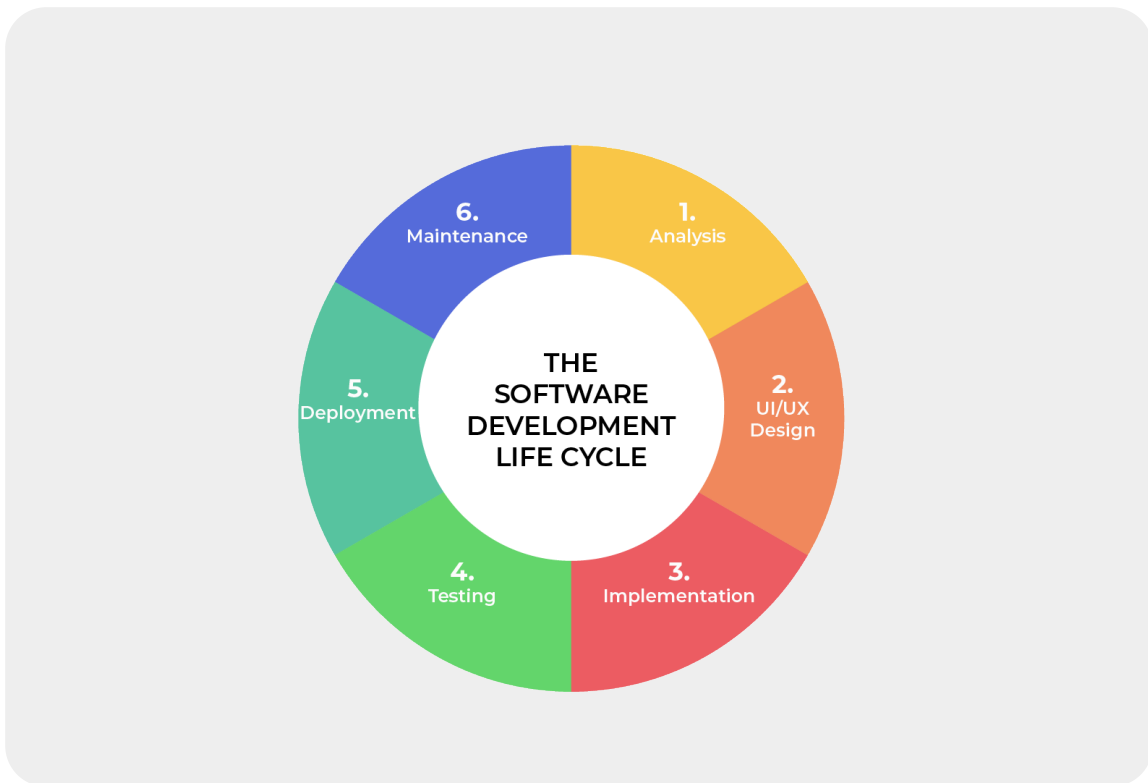 THE
SOFTWARE
DEVELOPMENT
LIFE CYCLE
1.
Analysis
2.
UI/UX
Design
3.
Implementation
4.
Testing
5.
Deployment
6.
Maintenance